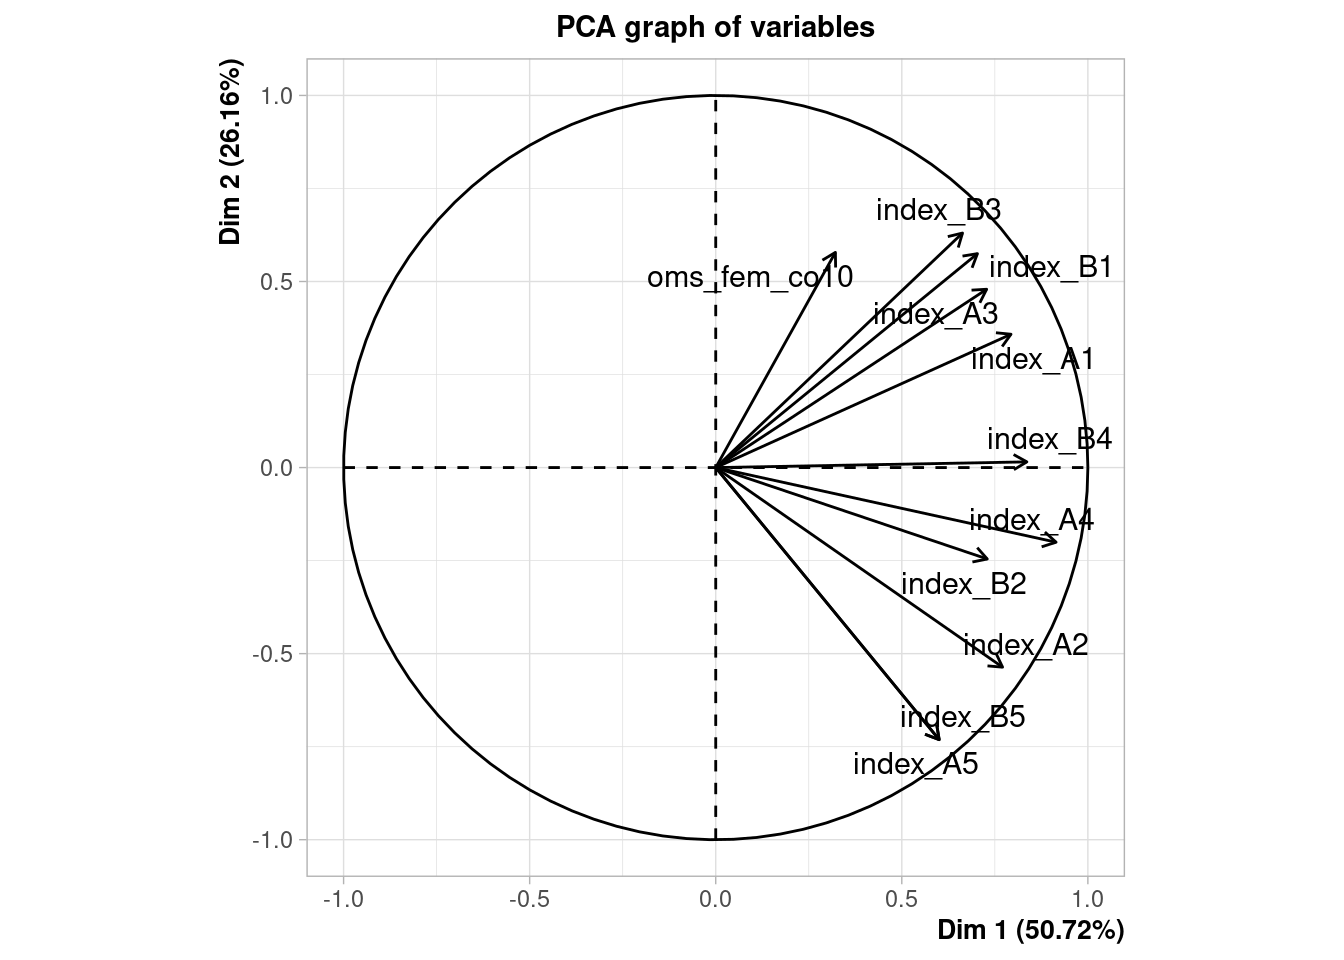 PCA graph of variables
Dim 2 (26.16%)
1.0
0.5
0.0
-0.5
-1.0
index_B3
oms_fem_co10
index_B1
index_A3
index_A1
index_B4
index_A4
index_B2
index_A2
index_B5
index_A5
-1.0 -0.5 0.0 0.5 1.0
Dim 1 (50.72%)